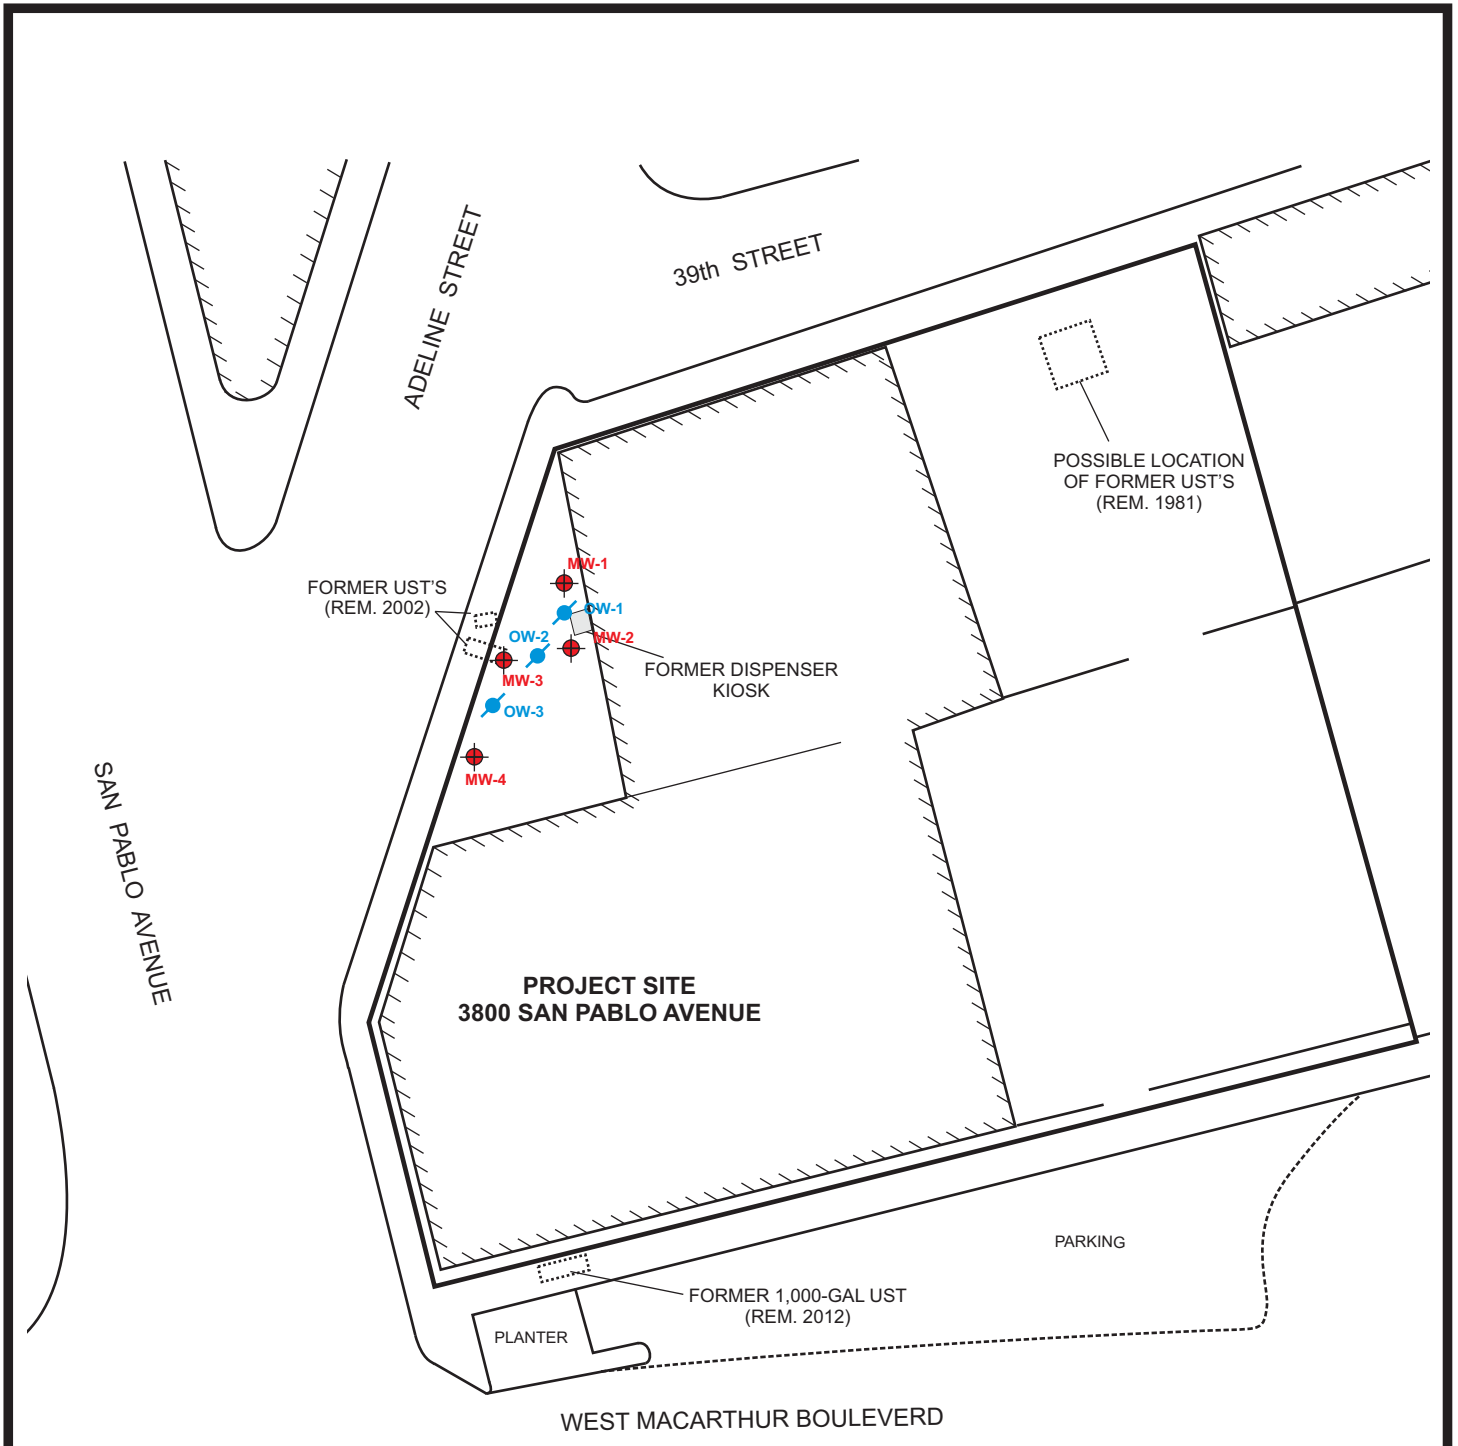 39th STREET
ADELINE STREET
POSSIBLE LOCATION
OF FORMER UST'S
(REM. 1981)
MW-1
FORMER UST'S
(REM. 2002)
OW-1
OW-2
MW-2
MW-3
FORMER DISPENSER
KIOSK
OW-3
MW-4
SAN PABLO AVENUE
PROJECT SITE
3800 SAN PABLO AVENUE
PARKING
FORMER 1,000-GAL UST
(REM. 2012)
PLANTER
WEST MACARTHUR BOULEVERD